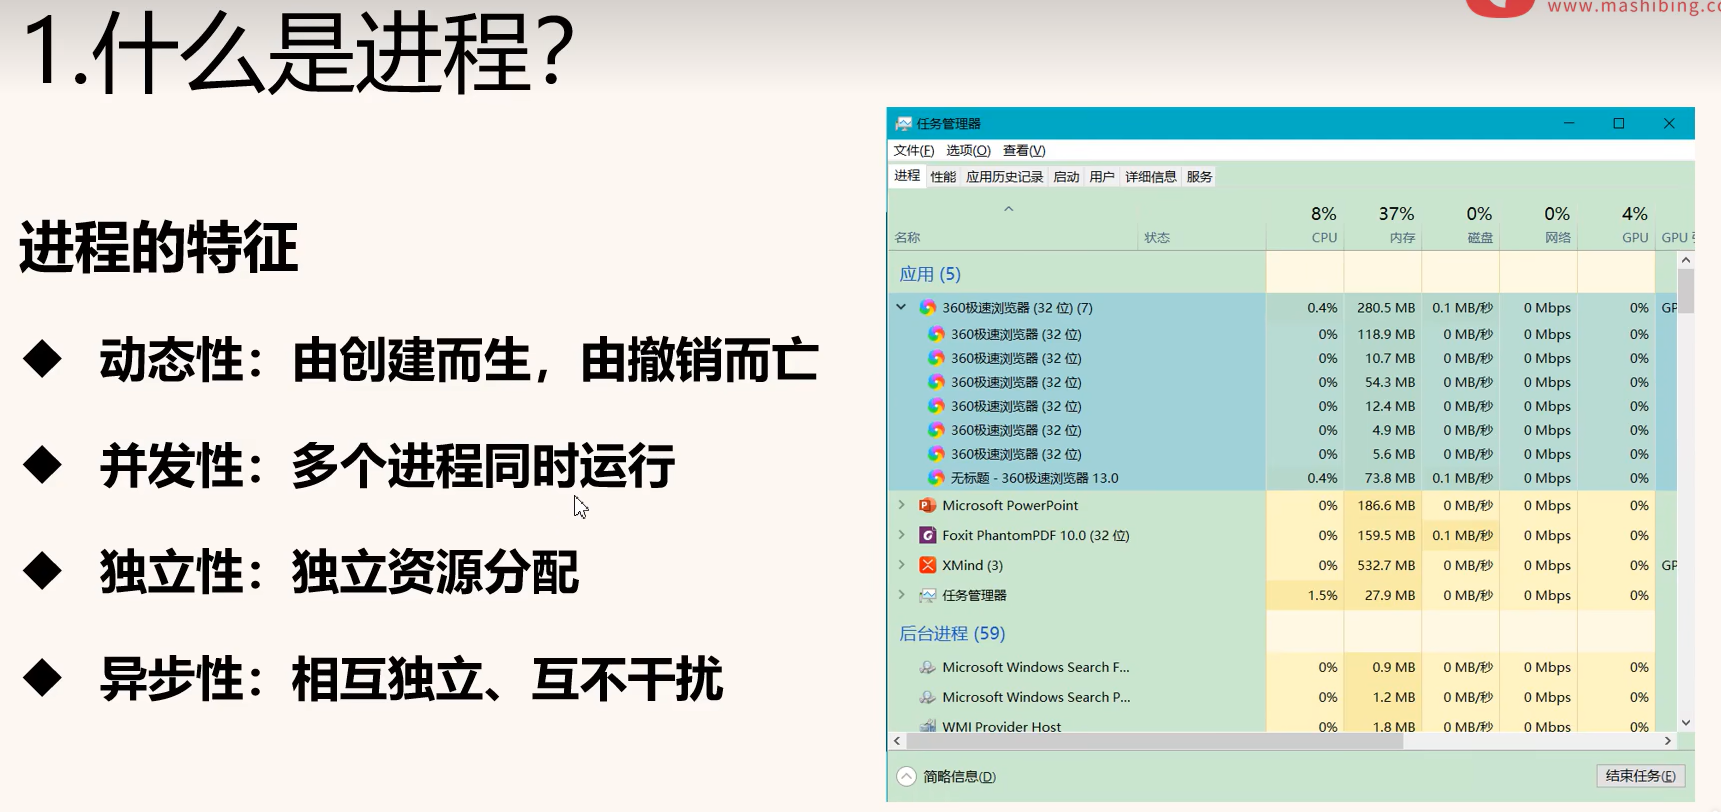 www.mashibing.c
1.什么是进程？
进程的特征
◆ 动态性：由创建而生，由撤销而亡
◆ 并发性：多个进程同时运行
◆ 独立性：独立资源分配
◆ 异步性：相互独立、互不干扰
任务管理器
文件(F) 选项(O) 查看(V)
进程 性能 应用历史记录 启动 用户 详细信息 服务
8% 37% 0% 0% 4%
名称 状态 CPU 内存 磁盘 网络 GPU GPU
应用 (5)
360极速浏览器 (32 位) (7) 0.4% 280.5 MB 0.1 MB/秒 0 Mbps 0% GP
360极速浏览器 (32 位) 0% 118.9 MB 0 MB/秒 0 Mbps 0%
360极速浏览器 (32 位) 0% 10.7 MB 0 MB/秒 0 Mbps 0%
360极速浏览器 (32 位) 0% 54.3 MB 0 MB/秒 0 Mbps 0%
360极速浏览器 (32 位) 0% 12.4 MB 0 MB/秒 0 Mbps 0%
360极速浏览器 (32 位) 0% 4.9 MB 0 MB/秒 0 Mbps 0%
360极速浏览器 (32 位) 0% 5.6 MB 0 MB/秒 0 Mbps 0%
无标题 - 360极速浏览器 13.0 0.4% 73.8 MB 0.1 MB/秒 0 Mbps 0%
Microsoft PowerPoint 0% 186.6 MB 0 MB/秒 0 Mbps 0%
Foxit PhantomPDF 10.0 (32 位) 0% 159.5 MB 0.1 MB/秒 0 Mbps 0%
XMind (3) 0% 532.7 MB 0 MB/秒 0 Mbps 0% GP
任务管理器 1.5% 27.9 MB 0 MB/秒 0 Mbps 0%
后台进程 (59)
Microsoft Windows Search F... 0% 0.9 MB 0 MB/秒 0 Mbps 0%
Microsoft Windows Search P... 0% 1.2 MB 0 MB/秒 0 Mbps 0%
WMI Provider Host 0% 1.8 MB 0 MB/秒 0 Mbps 0%
简略信息(D) 结束任务(E)